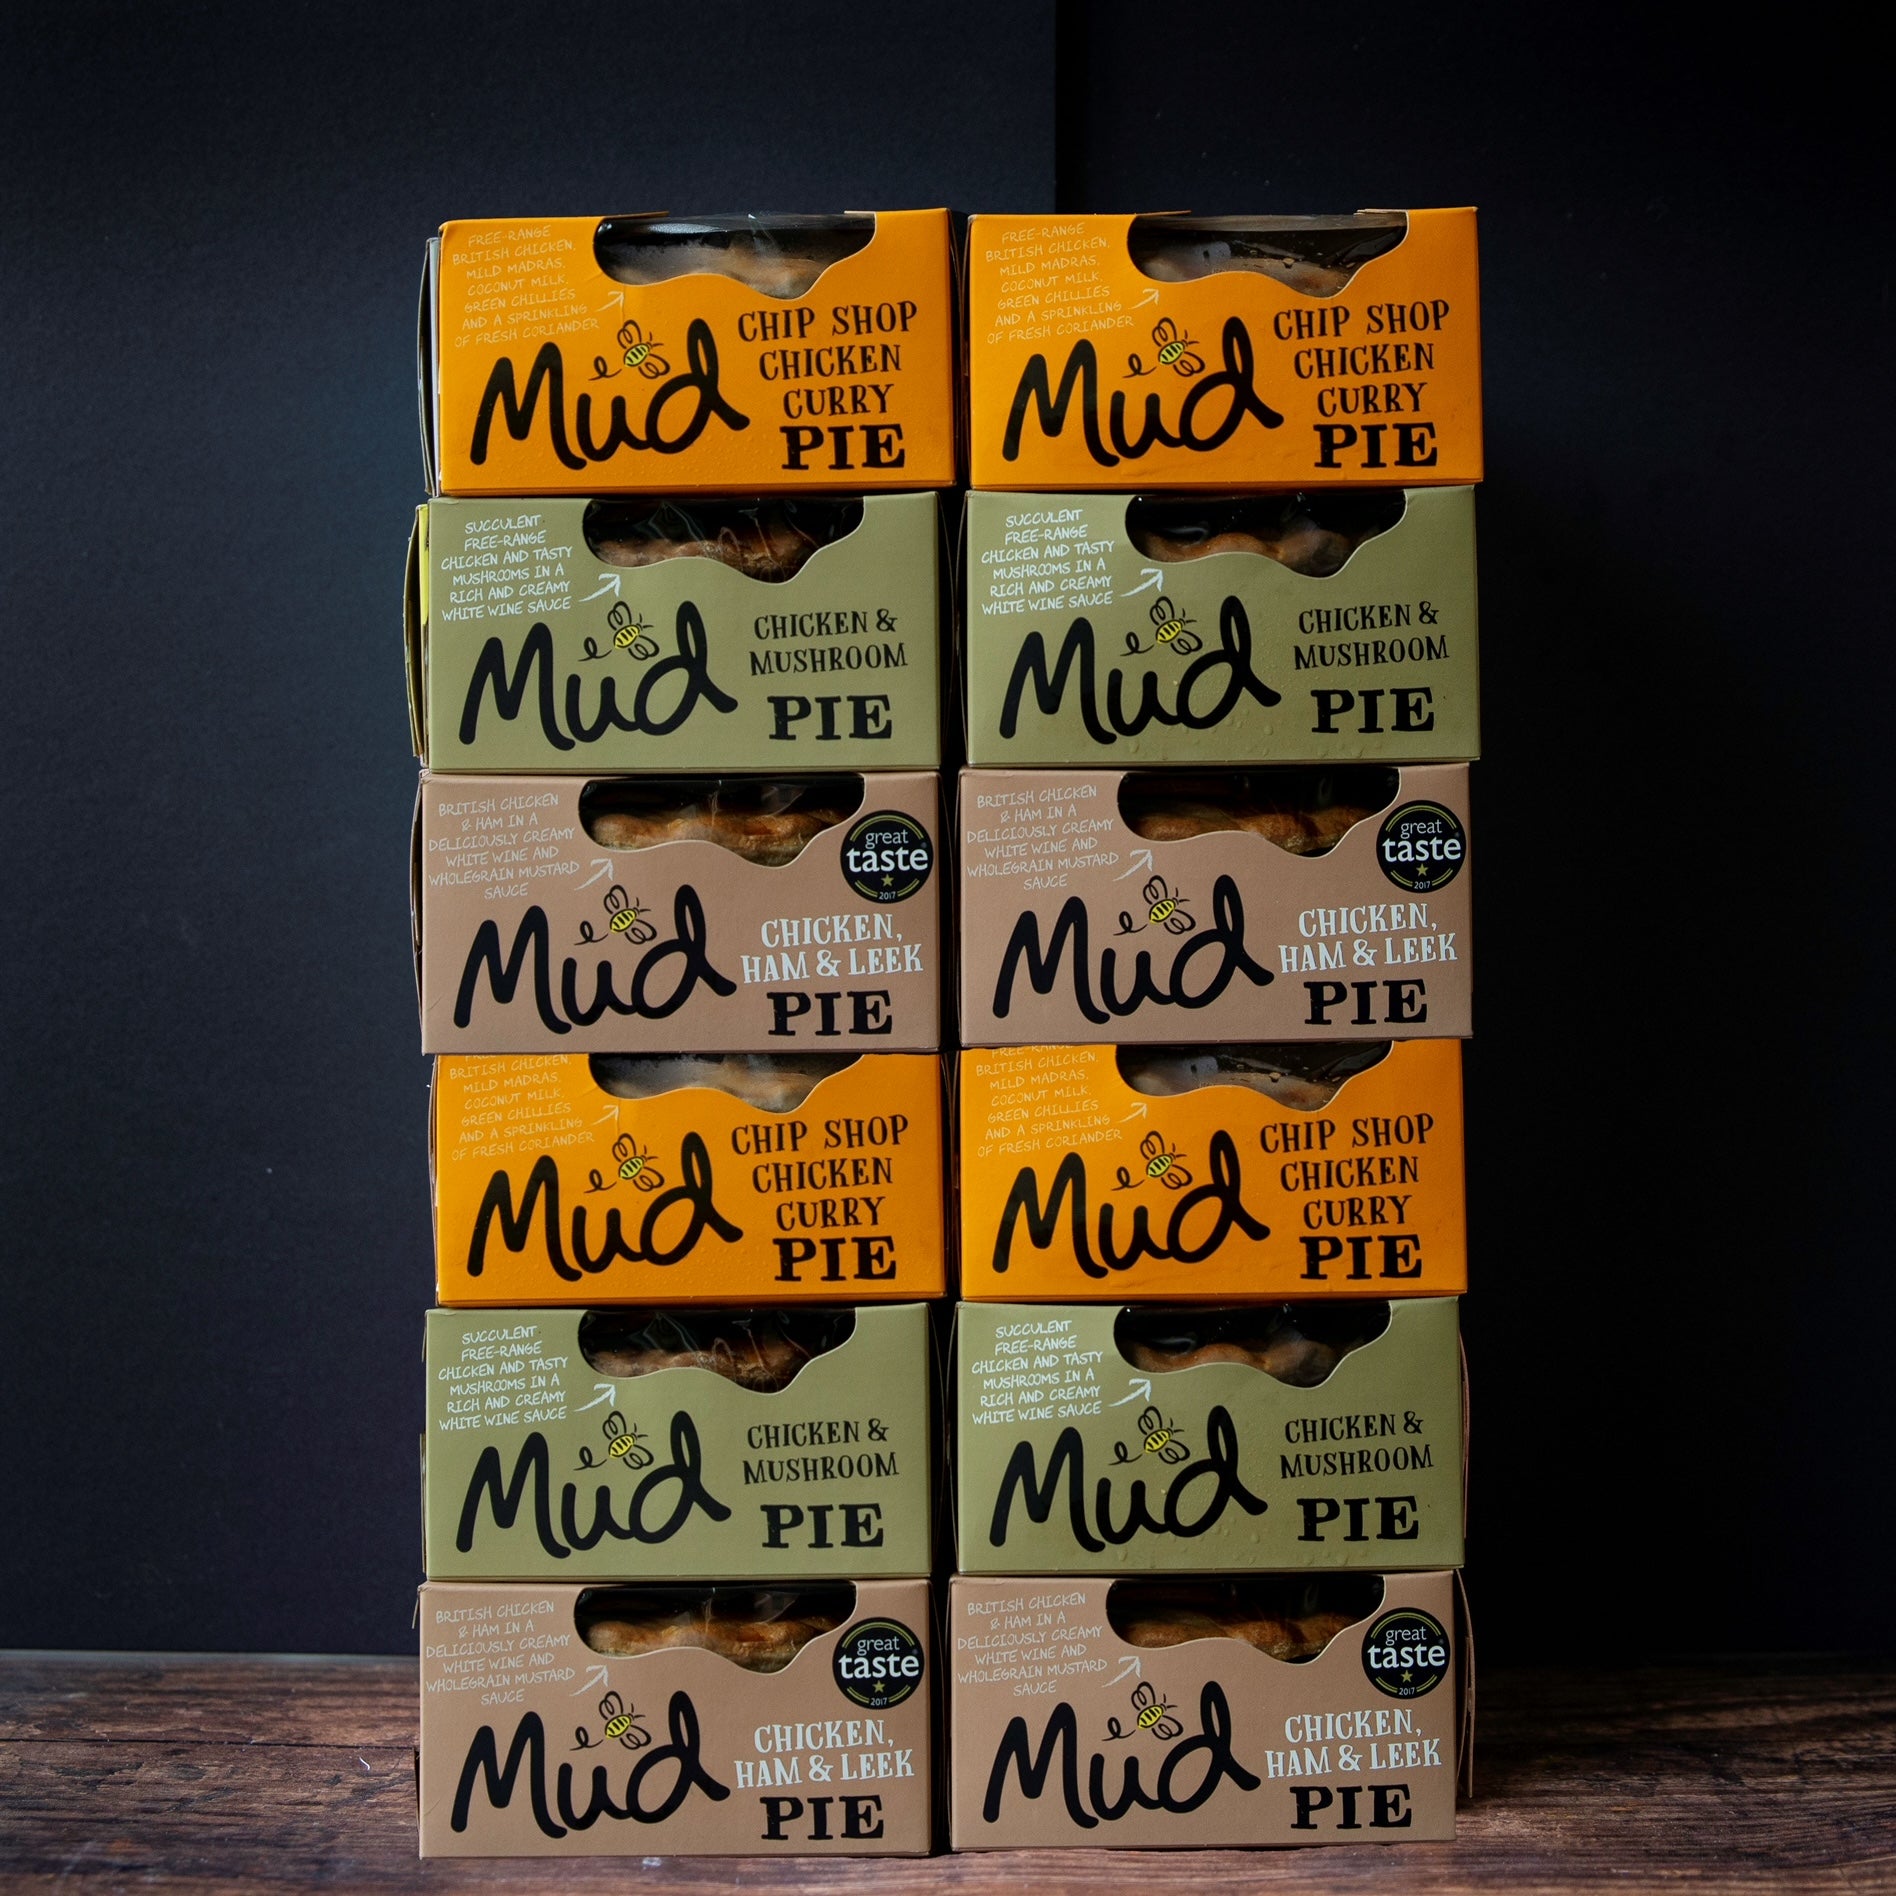 FREE-RANGE
BRITISH CHICKEN,
MILD MADRAS,
COCONUT MILK,
GREEN CHILLIES
AND A SPRINKLING
OF FRESH CORIANDER
Mud
CHIP SHOP
CHICKEN
CURRY
PIE
FREE-RANGE
BRITISH CHICKEN,
MILD MADRAS,
COCONUT MILK,
GREEN CHILLIES
AND A SPRINKLING
OF FRESH CORIANDER
Mud
CHIP SHOP
CHICKEN
CURRY
PIE
SUCCULENT
FREE-RANGE
CHICKEN AND TASTY
MUSHROOMS IN A
RICH AND CREAMY
WHITE WINE SAUCE
Mud
CHICKEN &
MUSHROOM
PIE
SUCCULENT
FREE-RANGE
CHICKEN AND TASTY
MUSHROOMS IN A
RICH AND CREAMY
WHITE WINE SAUCE
Mud
CHICKEN &
MUSHROOM
PIE
BRITISH CHICKEN
& HAM IN A
DELICIOUSLY CREAMY
WHITE WINE AND
WHOLEGRAIN MUSTARD
SAUCE
great
taste
2017
Mud
CHICKEN,
HAM & LEEK
PIE
BRITISH CHICKEN
& HAM IN A
DELICIOUSLY CREAMY
WHITE WINE AND
WHOLEGRAIN MUSTARD
SAUCE
great
taste
2017
Mud
CHICKEN,
HAM & LEEK
PIE
FREE-RANGE
BRITISH CHICKEN,
MILD MADRAS,
COCONUT MILK,
GREEN CHILLIES
AND A SPRINKLING
OF FRESH CORIANDER
Mud
CHIP SHOP
CHICKEN
CURRY
PIE
FREE-RANGE
BRITISH CHICKEN,
MILD MADRAS,
COCONUT MILK,
GREEN CHILLIES
AND A SPRINKLING
OF FRESH CORIANDER
Mud
CHIP SHOP
CHICKEN
CURRY
PIE
SUCCULENT
FREE-RANGE
CHICKEN AND TASTY
MUSHROOMS IN A
RICH AND CREAMY
WHITE WINE SAUCE
Mud
CHICKEN &
MUSHROOM
PIE
SUCCULENT
FREE-RANGE
CHICKEN AND TASTY
MUSHROOMS IN A
RICH AND CREAMY
WHITE WINE SAUCE
Mud
CHICKEN &
MUSHROOM
PIE
BRITISH CHICKEN
& HAM IN A
DELICIOUSLY CREAMY
WHITE WINE AND
WHOLEGRAIN MUSTARD
SAUCE
great
taste
2017
Mud
CHICKEN,
HAM & LEEK
PIE
BRITISH CHICKEN
& HAM IN A
DELICIOUSLY CREAMY
WHITE WINE AND
WHOLEGRAIN MUSTARD
SAUCE
great
taste
2017
Mud
CHICKEN,
HAM & LEEK
PIE